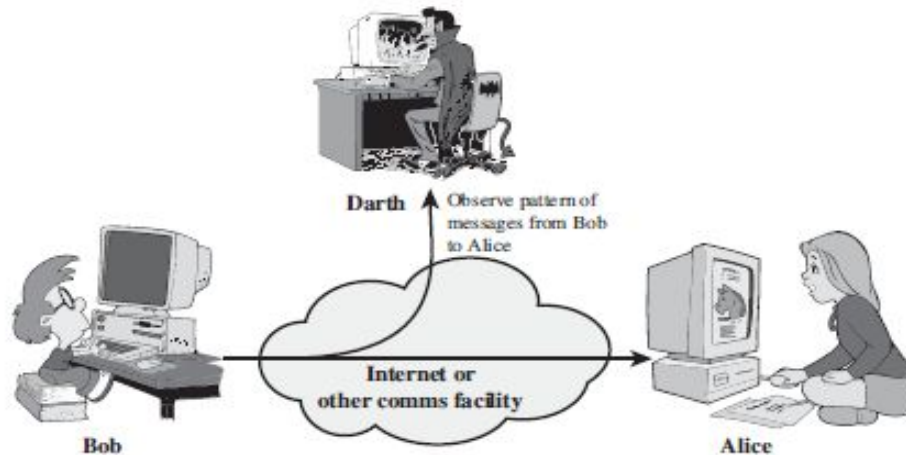 Darth
Observe pattern of
messages from Bob
to Alice
Internet or
other comms facility
Bob
Alice